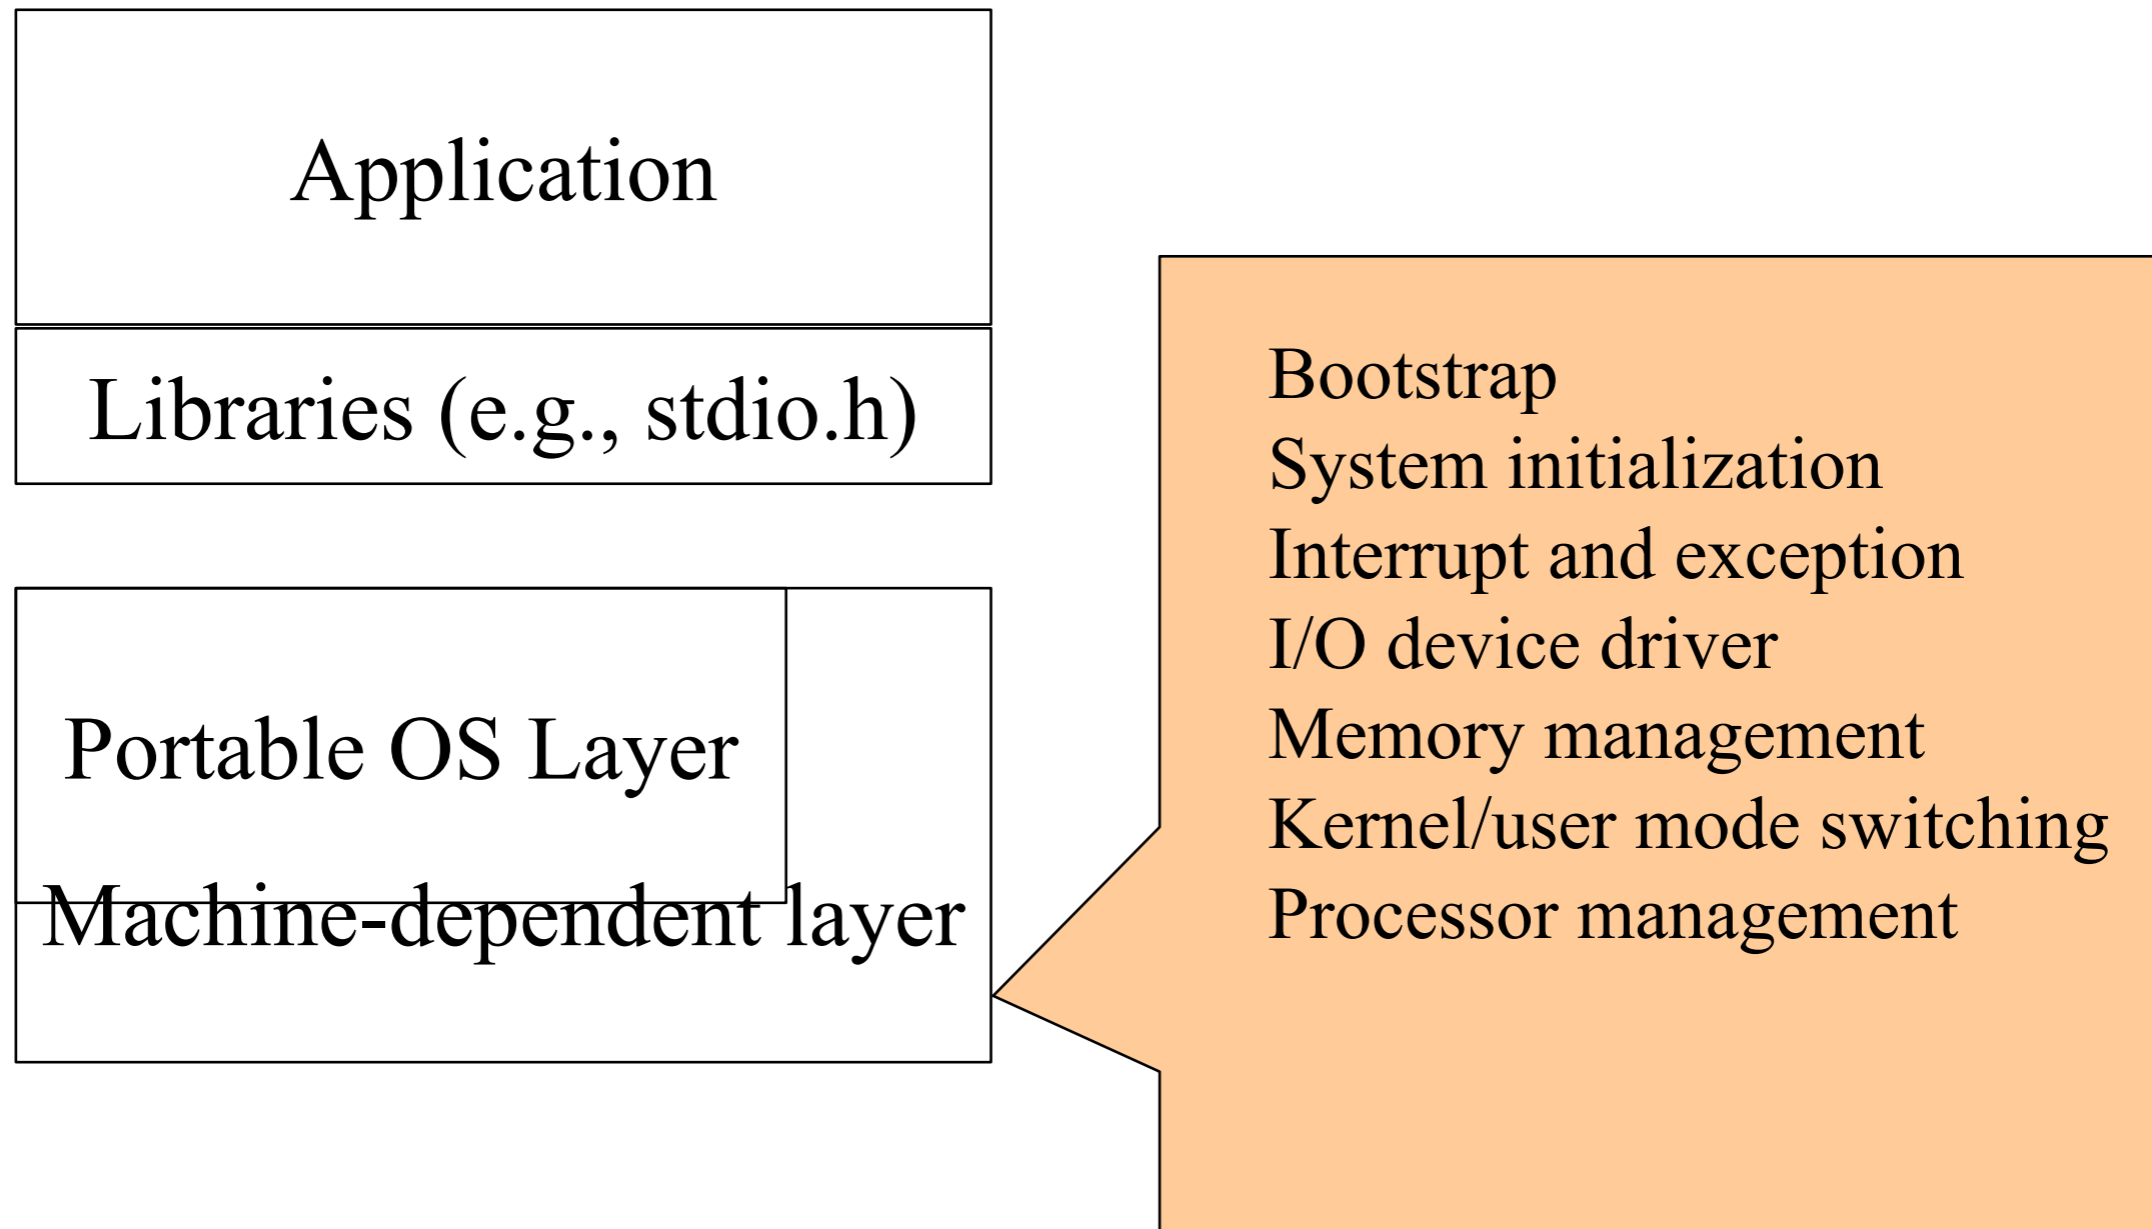 Application
Libraries (e.g., stdio.h)
Portable OS Layer
Machine-dependent layer
Bootstrap
System initialization
Interrupt and exception
I/O device driver
Memory management
Kernel/user mode switching
Processor management